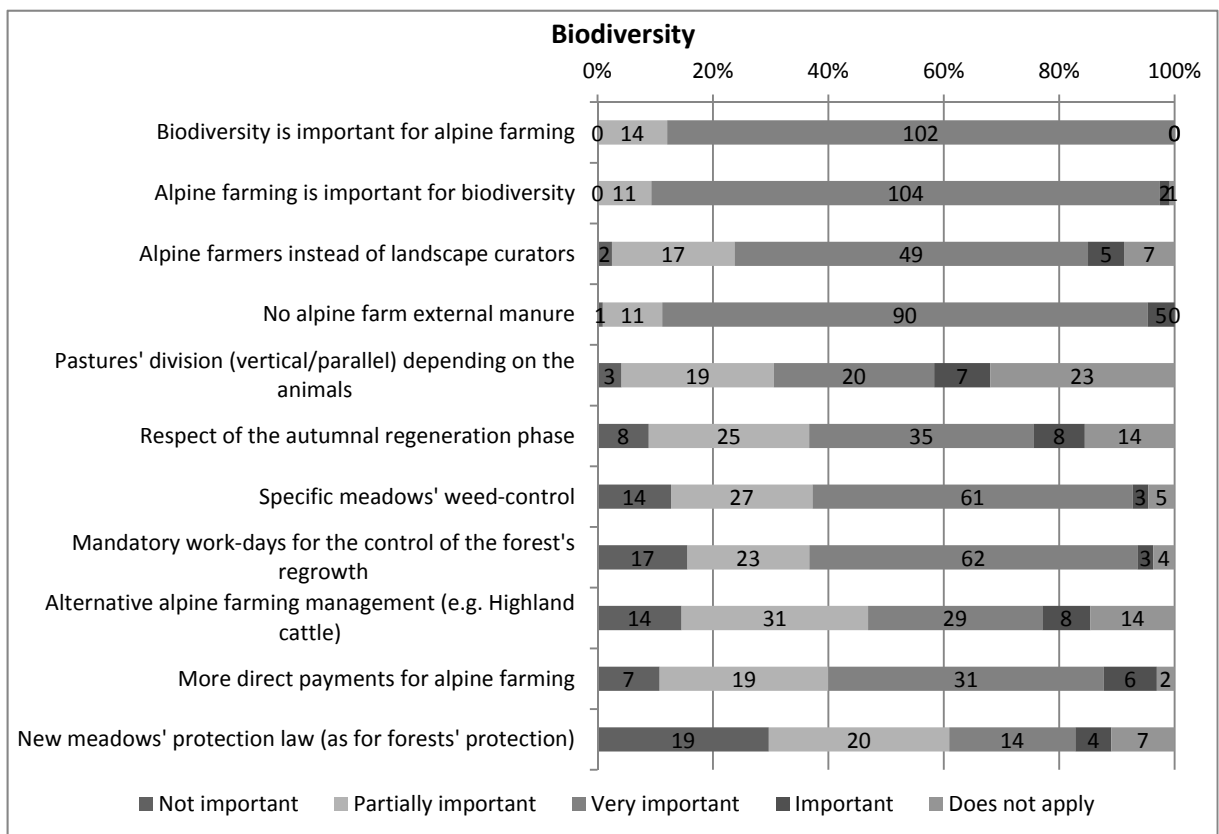 Biodiversity
0% 20% 40% 60% 80% 100%
Biodiversity is important for alpine farming 0 14 102 0 0
Alpine farming is important for biodiversity 0 11 104 2 1
Alpine farmers instead of landscape curators 2 17 49 5 7
No alpine farm external manure 1 11 90 5 0
Pastures' division (vertical/parallel) depending on the
animals 3 19 20 7 23
Respect of the autumnal regeneration phase 8 25 35 8 14
Specific meadows' weed-control 14 27 61 3 5
Mandatory work-days for the control of the forest's
regrowth 17 23 62 3 4
Alternative alpine farming management (e.g. Highland
cattle) 14 31 29 8 14
More direct payments for alpine farming 7 19 31 6 2
New meadows' protection law (as for forests' protection) 19 20 14 4 7
Not important Partially important Very important Important Does not apply